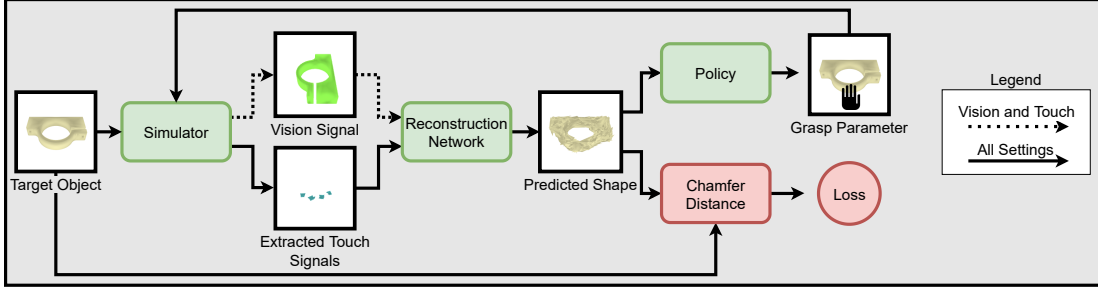 Target Object
Simulator
Vision Signal
Extracted Touch
Signals
Reconstruction
Network
Predicted Shape
Policy
Grasp Parameter
Chamfer
Distance
Loss
Legend
Vision and Touch
All Settings